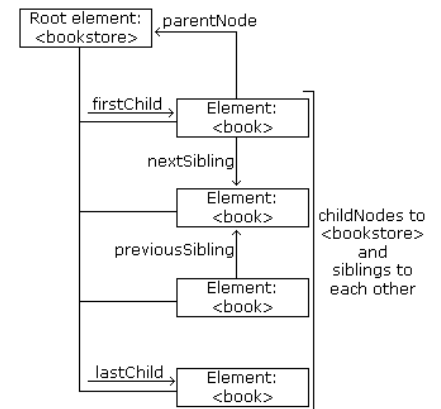 Root element:
<bookstore>
parentNode
firstChild
Element:
<book>
nextSibling
Element:
<book>
previousSibling
Element:
<book>
lastChild
Element:
<book>
childNodes to
<bookstore>
and
siblings to
each other